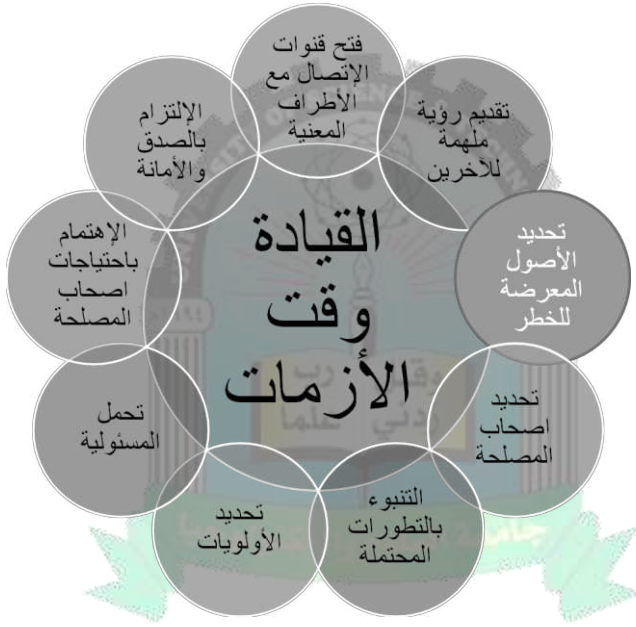 القيادة
وقت
الأزمات
فتح قنوات
الإتصال مع
الأطراف
المعنية
تقديم رؤية
ملهمة
للآخرين
تحديد
الأصول
المعرضة
للخطر
تحديد
اصحاب
المصلحة
التنبوء
بالتطورات
المحتملة
تحديد
الأولويات
تحمل
المسئولية
الإهتمام
باحتياجات
اصحاب
المصلحة
الإلتزام
بالصدق
والأمانة